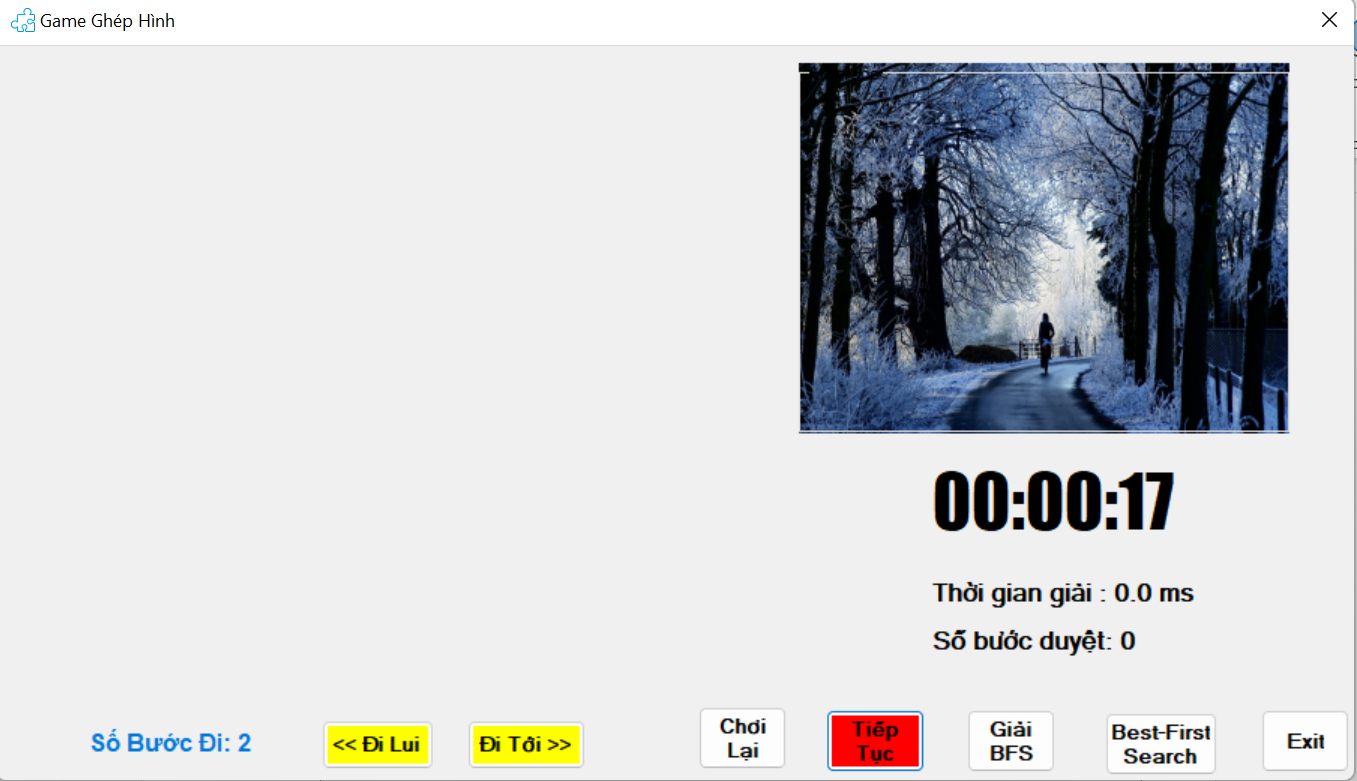 Game Ghép Hình
00:00:17
Thời gian giải : 0.0 ms
Số bước duyệt: 0
Số Bước Đi: 2
<< Đi Lui
Đi Tới >>
Chơi
Lại
Tiếp
Tục
Giải
BFS
Best-First
Search
Exit